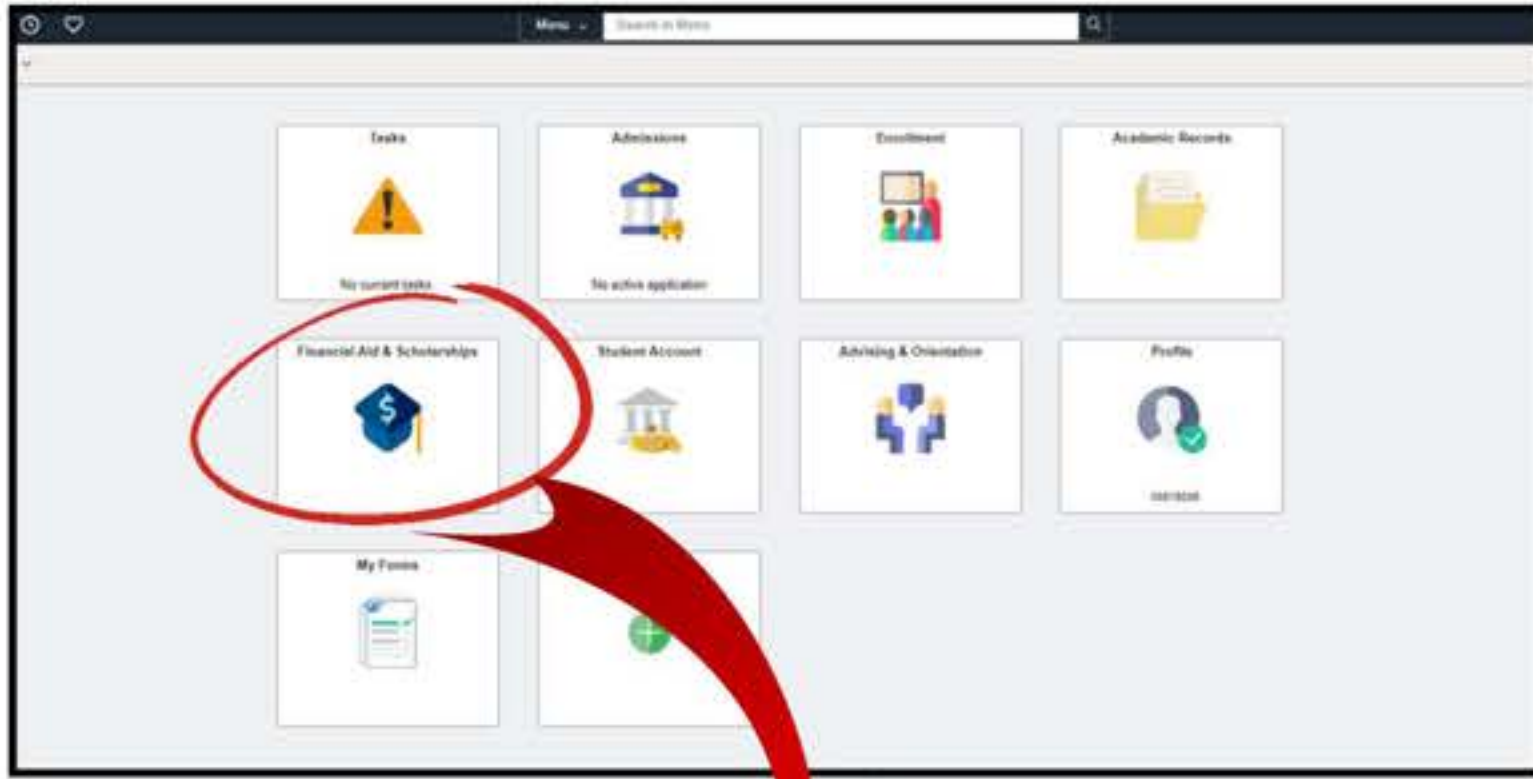 Menu
Search in Menu
Tasks
No current tasks
Admissions
No active application
Enrollment
Academic Records
Financial Aid & Scholarships
$
Student Account
Advising & Orientation
Profile
My Forms